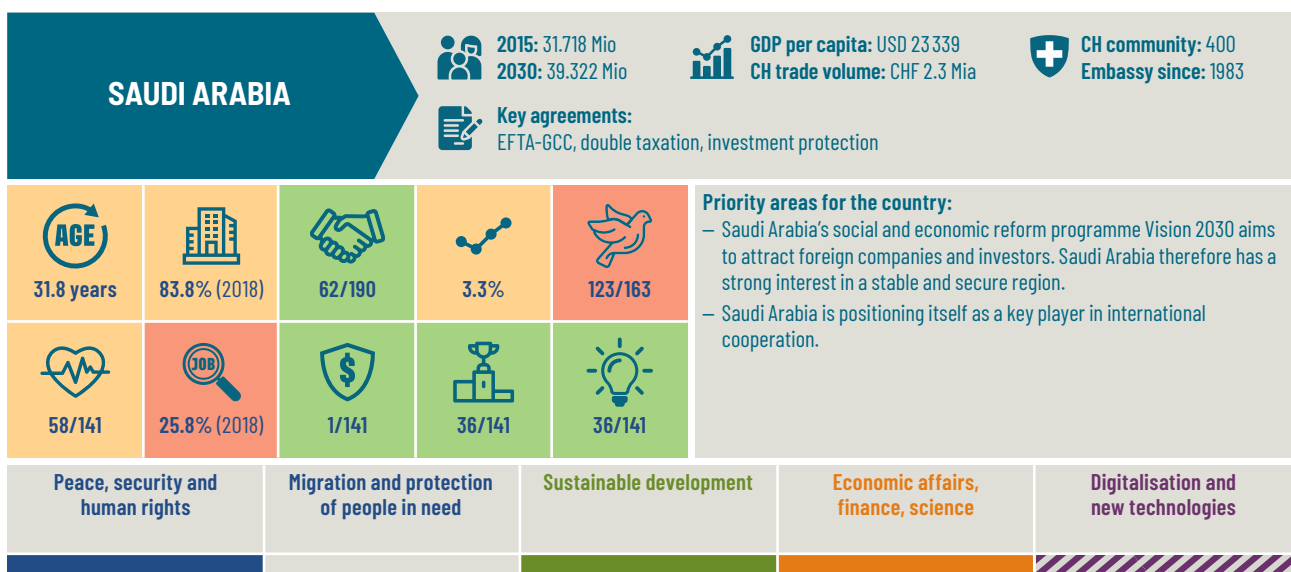 SAUDI ARABIA
2015: 31.718 Mio
2030: 39.322 Mio
GDP per capita: USD 23 339
CH trade volume: CHF 2.3 Mia
CH community: 400
Embassy since: 1983
Key agreements:
EFTA-GCC, double taxation, investment protection
AGE
31.8 years
83.8% (2018)
62/190
3.3%
123/163
JOB
$
58/141
25.8% (2018)
1/141
36/141
36/141
Priority areas for the country:
– Saudi Arabia's social and economic reform programme Vision 2030 aims
to attract foreign companies and investors. Saudi Arabia therefore has a
strong interest in a stable and secure region.
– Saudi Arabia is positioning itself as a key player in international
cooperation.
Peace, security and
human rights
Migration and protection
of people in need
Sustainable development
Economic affairs,
finance, science
Digitalisation and
new technologies